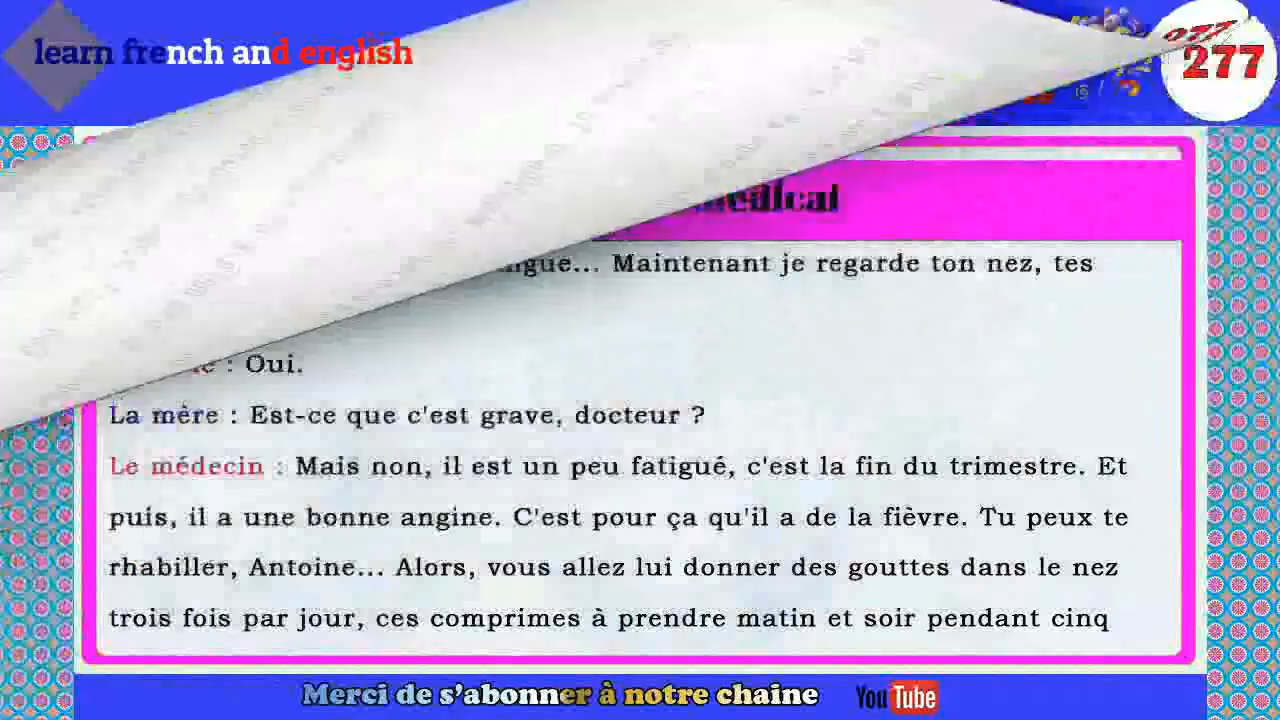 learn french and english
277
277
medical
Maintenant je regarde ton nez, tes
: Oui.
La mère : Est-ce que c'est grave, docteur ?
Le médecin : Mais non, il est un peu fatigué, c'est la fin du trimestre. Et
puis, il a une bonne angine. C'est pour ça qu'il a de la fièvre. Tu peux te
rhabiller, Antoine... Alors, vous allez lui donner des gouttes dans le nez
trois fois par jour, ces comprimes à prendre matin et soir pendant cinq
Merci de s'abonner à notre chaine YouTube